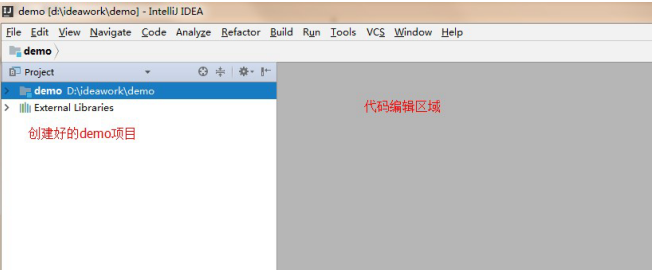 demo [d:\ideawork\demo] - IntelliJ IDEA
File Edit View Navigate Code Analyze Refactor Build Run Tools VCS Window Help
demo
Project
demo D:\ideawork\demo
External Libraries
代码编辑区域
创建好的demo项目